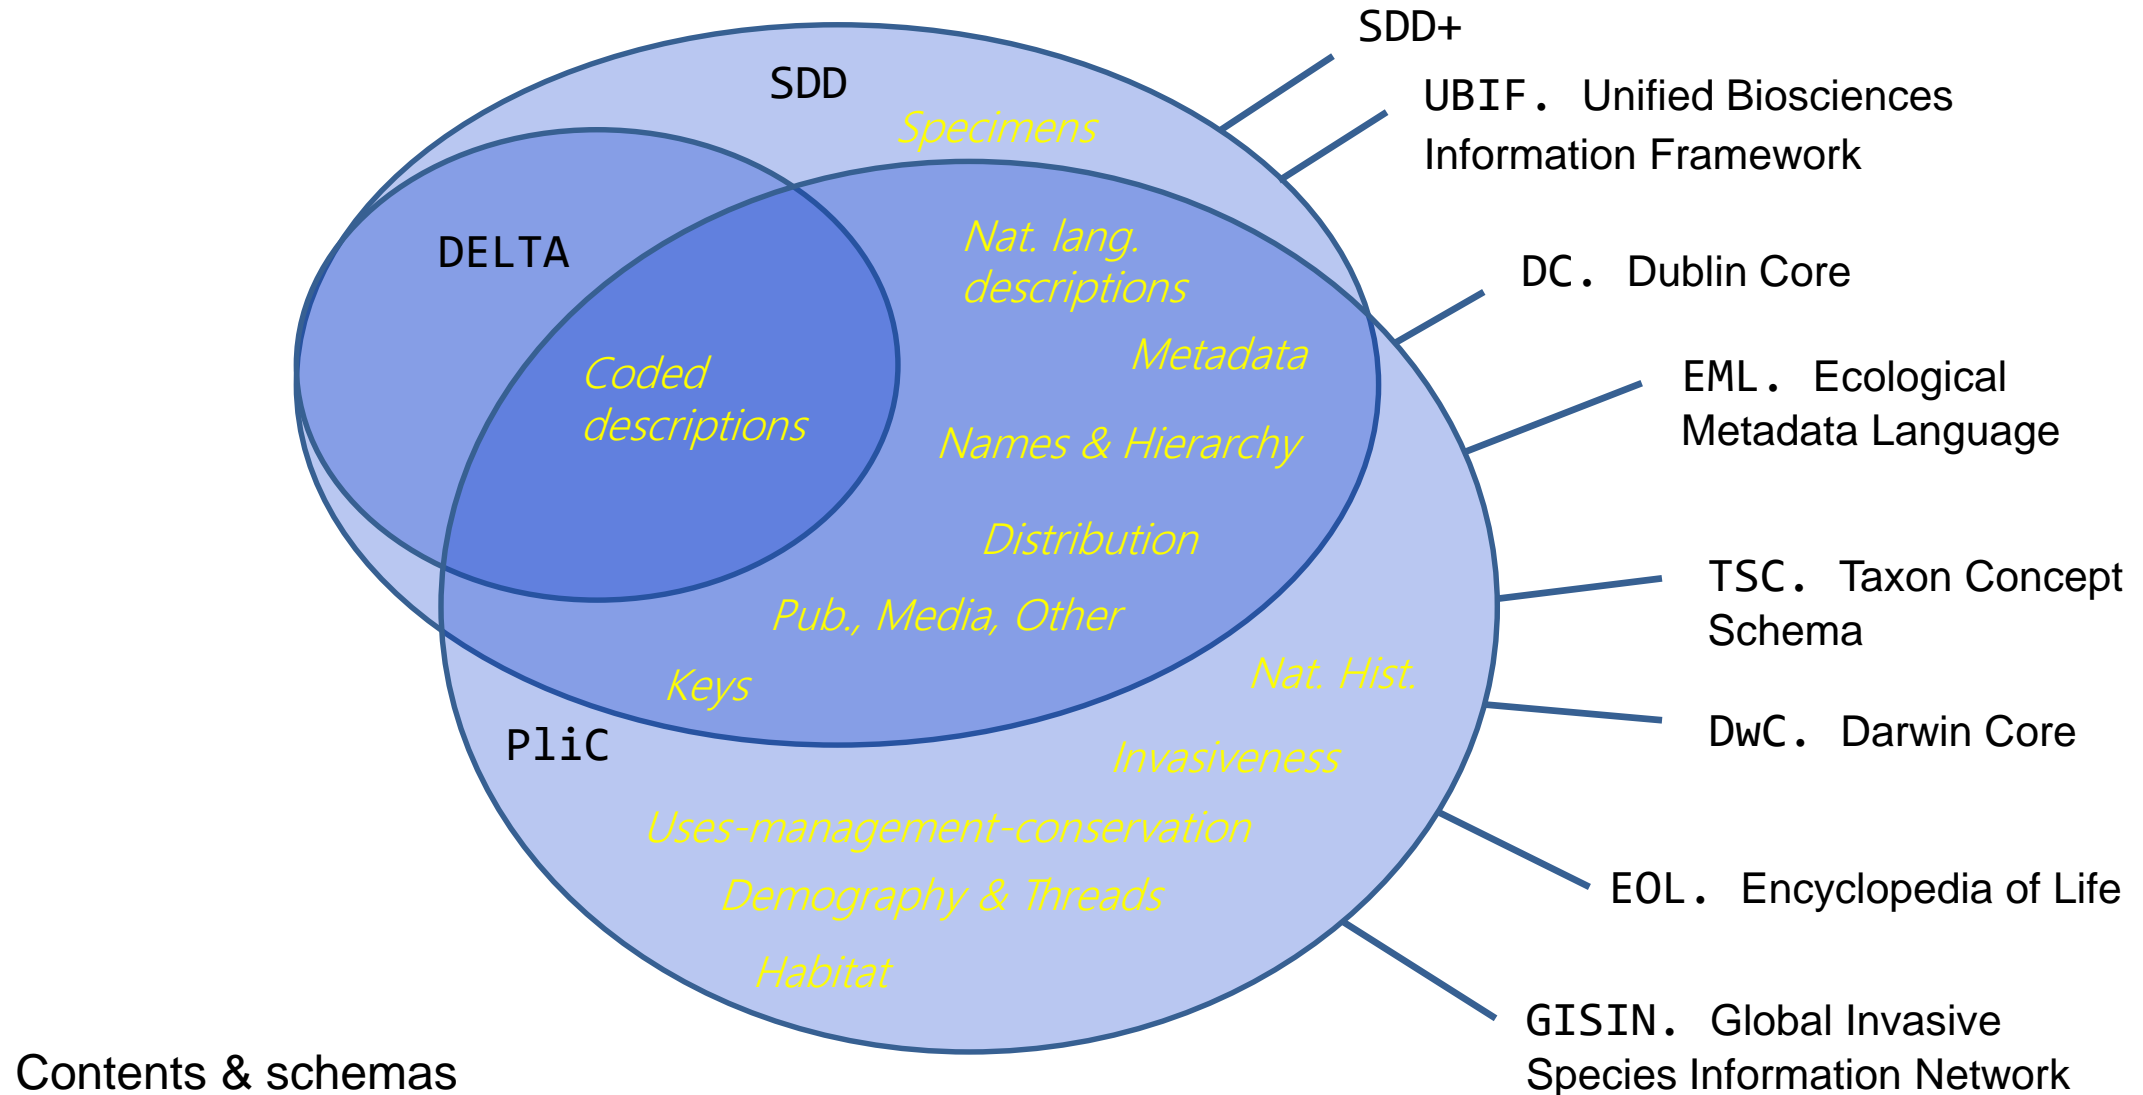 SDD+
SDD
UBIF. Unified Biosciences
Information Framework
Specimens
DELTA
Nat. lang.
descriptions
DC. Dublin Core
Metadata
Coded
descriptions
EML. Ecological
Metadata Language
Names & Hierarchy
Distribution
TSC. Taxon Concept
Schema
Pub., Media, Other
Keys
Nat. Hist.
PliC
DwC. Darwin Core
Invasiveness
Uses-management-conservation
Demography & Threads
EOL. Encyclopedia of Life
Habitat
GISIN. Global Invasive
Species Information Network
Contents & schemas